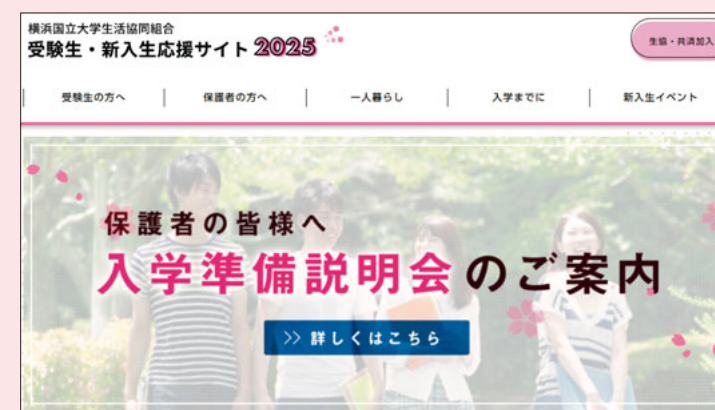 横浜国立大学生活協同組合
受験生・新入生応援サイト 2025
生協・共済加入
受験生の方へ
保護者の方へ
一人暮らし
入学までに
新入生イベント
保護者の皆様へ
入学準備説明会のご案内
>> 詳しくはこちら